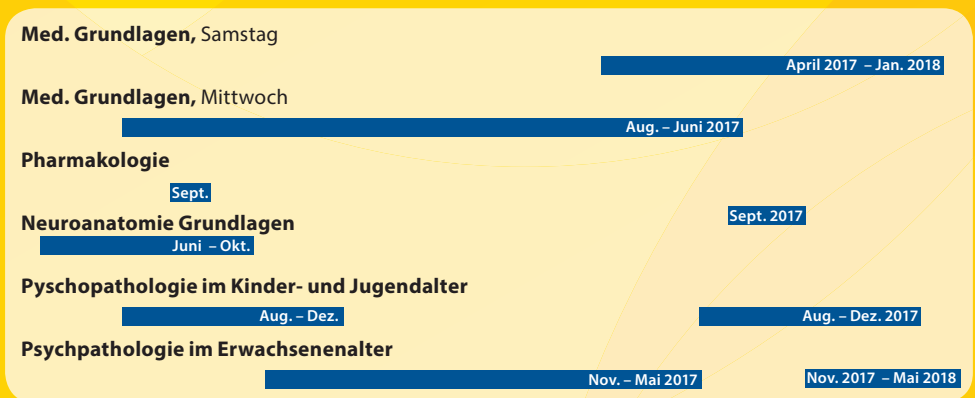 Med. Grundlagen, Samstag
April 2017 – Jan. 2018
Med. Grundlagen, Mittwoch
Aug. – Juni 2017
Pharmakologie
Sept.
Sept. 2017
Neuroanatomie Grundlagen
Juni – Okt.
Pyschopathologie im Kinder- und Jugendalter
Aug. – Dez.
Aug. – Dez. 2017
Psychpathologie im Erwachsenenalter
Nov. – Mai 2017
Nov. 2017 – Mai 2018